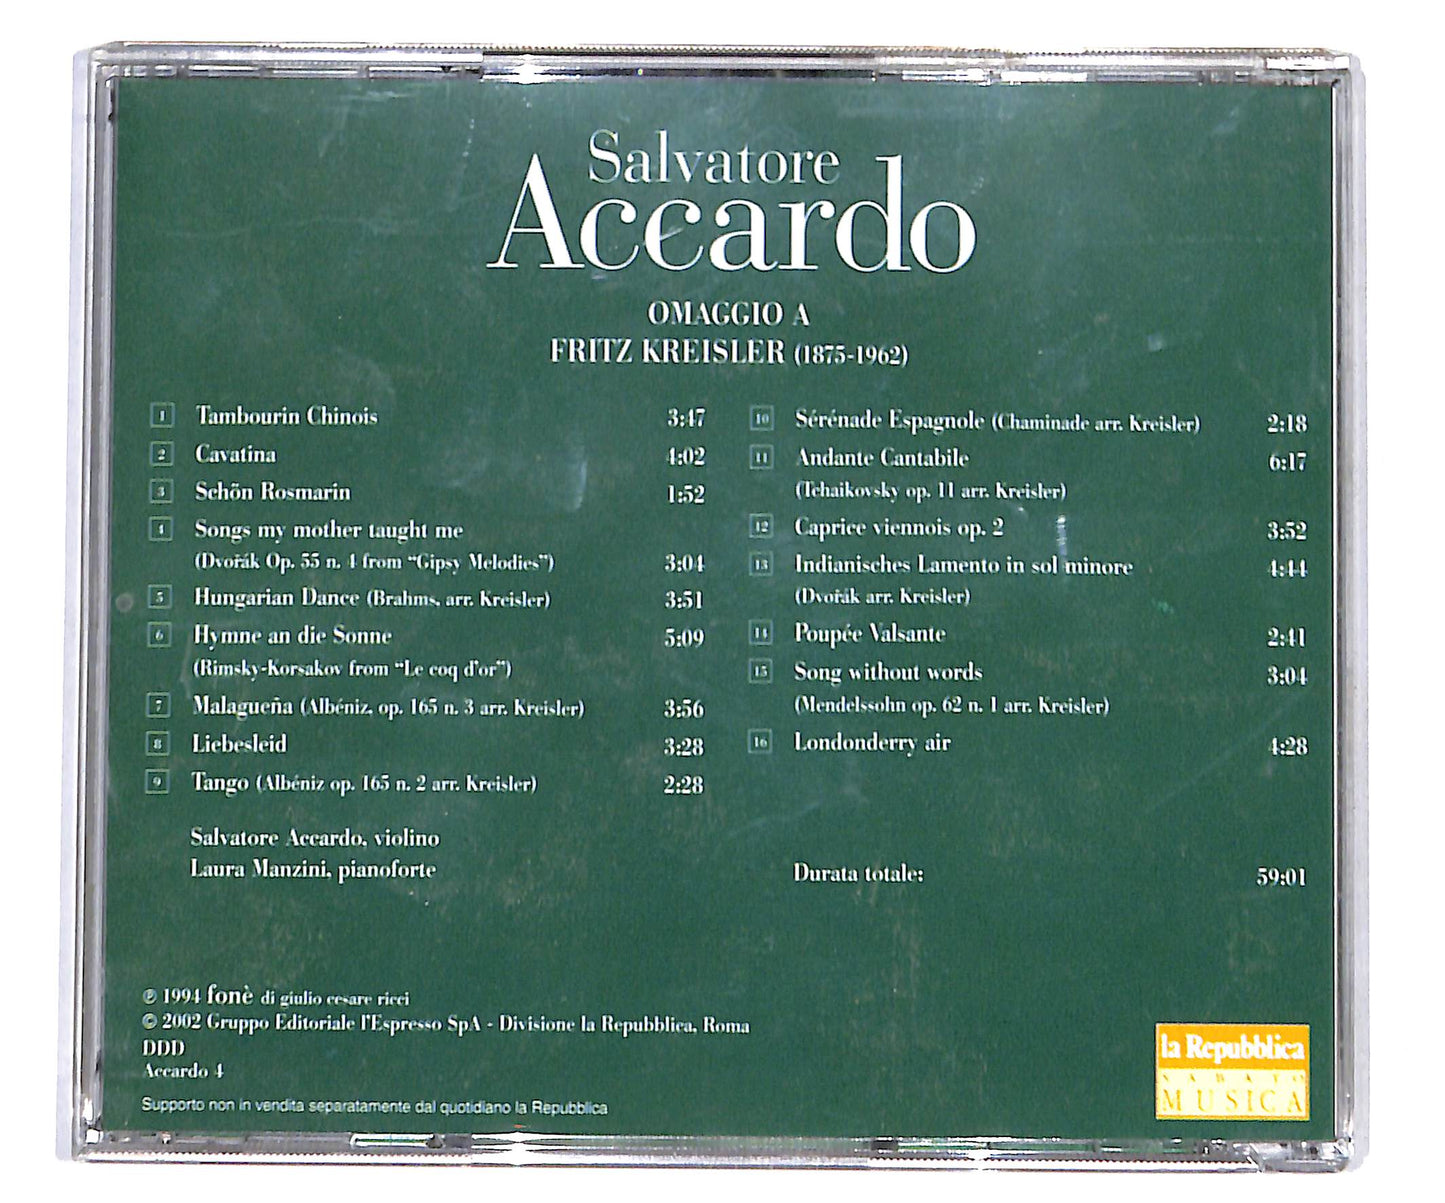 Salvatore
Accardo
OMAGGIO A
FRITZ KREISLER (1875-1962)
1 Tambourin Chinois 3:47
2 Cavatina 4:02
3 Schön Rosmarin 1:52
4 Songs my mother taught me
(Dvořák Op. 55 n. 4 from “Gipsy Melodies”) 3:04
5 Hungarian Dance (Brahms, arr. Kreisler) 3:51
6 Hymne an die Sonne 5:09
(Rimsky-Korsakov from “Le coq d'or”)
7 Malagueña (Albéniz, op. 165 n. 3 arr. Kreisler) 3:56
8 Liebesleid 3:28
9 Tango (Albéniz op. 165 n. 2 arr. Kreisler) 2:28
Salvatore Accardo, violino
Laura Manzini, pianoforte
10 Sérénade Espagnole (Chaminade arr. Kreisler) 2:18
11 Andante Cantabile 6:17
(Tchaikovsky op. 11 arr. Kreisler)
12 Caprice viennois op. 2 3:52
13 Indianisches Lamento in sol minore 4:44
(Dvořák arr. Kreisler)
14 Poupée Valsante 2:41
15 Song without words 3:04
(Mendelssohn op. 62 n. 1 arr. Kreisler)
16 Londonderry air 4:28
Durata totale: 59:01
℗ 1994 fonè di giulio cesare ricci
© 2002 Gruppo Editoriale l'Espresso SpA - Divisione la Repubblica, Roma
DDD
Accardo 4
Supporto non in vendita separatamente dal quotidiano la Repubblica
la Repubblica
SABATO
MUSICA